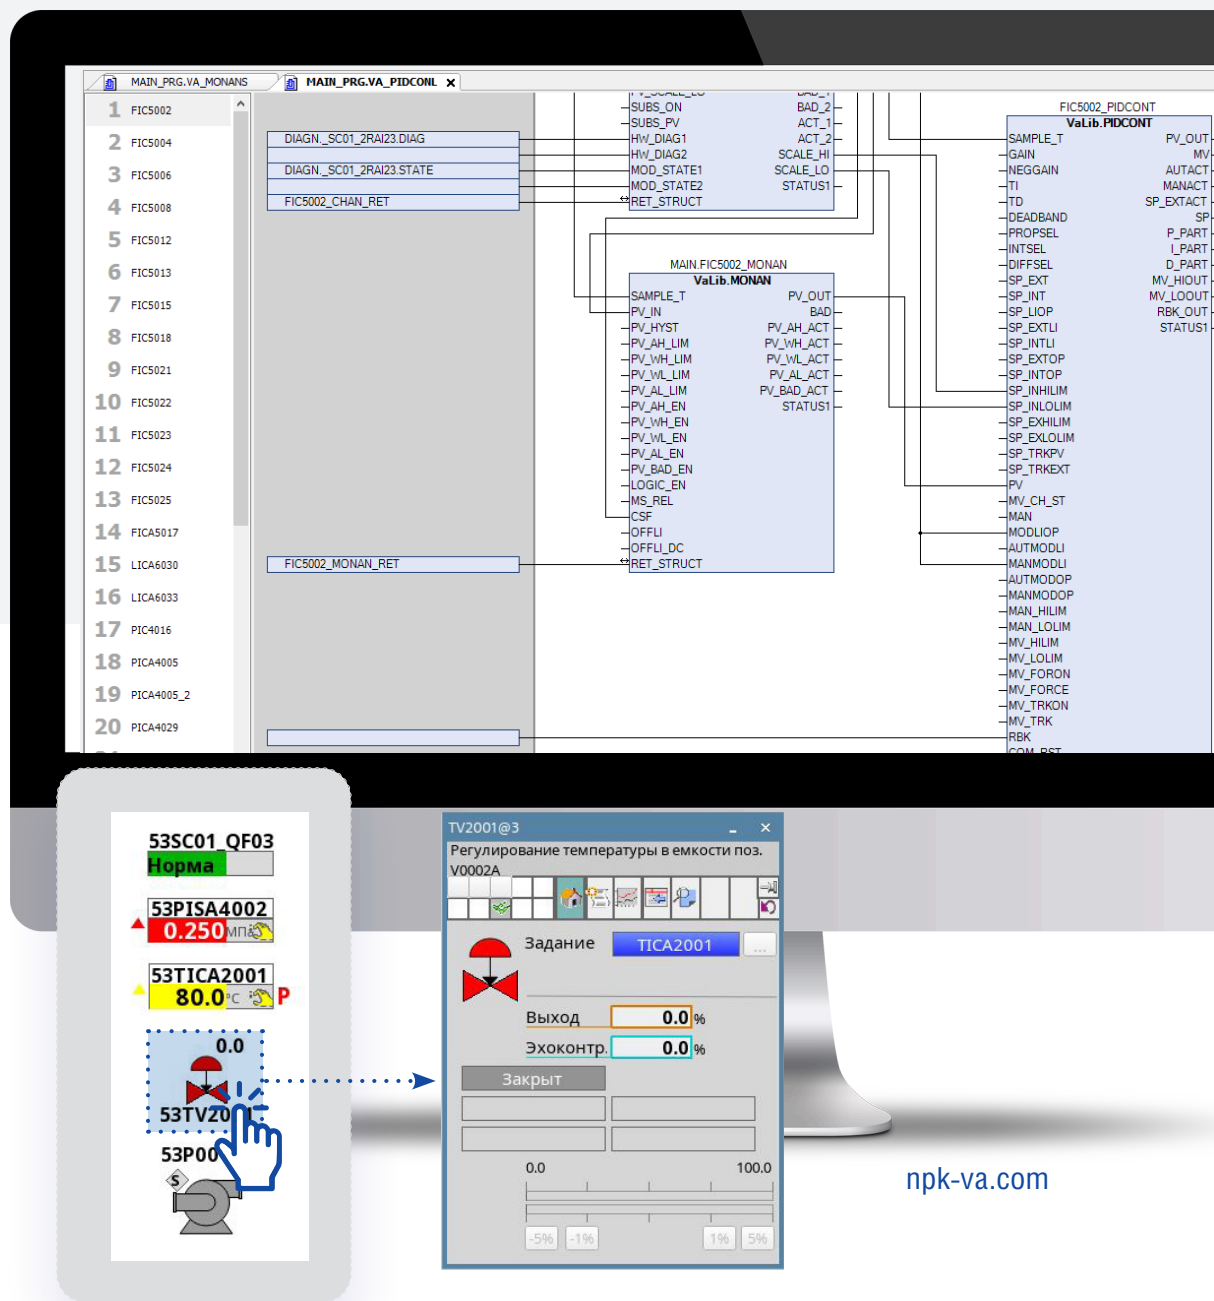 MAIN_PRG.VA_MONANS
MAIN_PRG.VA_PIDCONL x
1 FIC5002
2 FIC5004
3 FIC5006
4 FIC5008
5 FIC5012
6 FIC5013
7 FIC5015
8 FIC5018
9 FIC5021
10 FIC5022
11 FIC5023
12 FIC5024
13 FIC5025
14 FICA5017
15 LICA6030
16 LICA6033
17 PIC4016
18 PICA4005
19 PICA4005_2
20 PICA4029
DIAGN._SC01_2RAI23.DIAG
DIAGN._SC01_2RAI23.STATE
FIC5002_CHAN_RET
FIC5002_MONAN_RET
SUBS_ON BAD_2
SUBS_PV ACT_1
HW_DIAG1 ACT_2
HW_DIAG2 SCALE_HI
MOD_STATE1 SCALE_LO
MOD_STATE2 STATUS1
RET_STRUCT
MAIN.FIC5002_MONAN
VaLib.MONAN
SAMPLE_T PV_OUT
PV_IN BAD
PV_HYST PV_AH_ACT
PV_AH_LIM PV_WH_ACT
PV_WH_LIM PV_WL_ACT
PV_WL_LIM PV_AL_ACT
PV_AL_LIM PV_BAD_ACT
PV_AH_EN STATUS1
PV_WH_EN
PV_WL_EN
PV_AL_EN
PV_BAD_EN
LOGIC_EN
MS_REL
CSF
OFFLI
OFFLI_DC
RET_STRUCT
FIC5002_PIDCONT
VaLib.PIDCONT
SAMPLE_T PV_OUT
GAIN MV
NEGGAIN AUTACT
TI MANACT
TD SP_EXTACT
DEADBAND SP
PROPSEL P_PART
INTSEL I_PART
DIFFSEL D_PART
SP_EXT MV_HIOUT
SP_INT MV_LOOUT
SP_LIOP RBK_OUT
SP_EXTLI STATUS1
SP_INTLI
SP_EXTOP
SP_INTOP
SP_INHILIM
SP_INLOLIM
SP_EXHILIM
SP_EXLOLIM
SP_TRKPV
SP_TRKEXT
PV
MV_CH_ST
MAN
MODLIOP
AUTMODLI
MANMODLI
AUTMODOP
MANMODOP
MAN_HILIM
MAN_LOLIM
MV_HILIM
MV_LOLIM
MV_FORON
MV_FORCE
MV_TRKON
MV_TRK
RBK
53SC01_QF03
Норма
53PISA4002
0.250
53TICA2001
80.0 °C P
0.0
53TV2001
53P00
S
TV2001@3
Регулирование температуры в емкости поз.
V0002A
Задание TICA2001 ...
Выход 0.0 %
Эхоконтр. 0.0 %
Закрыт
0.0 100.0
-5% -1% 1% 5%
npk-va.com